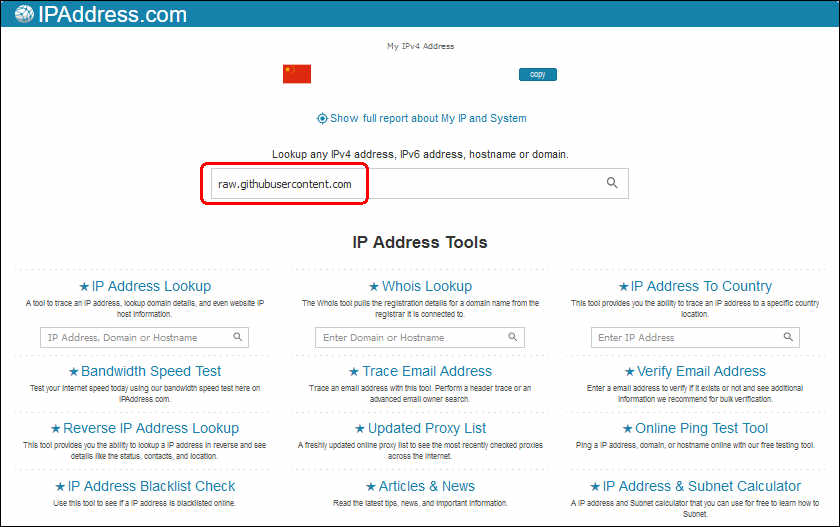 IPAddress.com
My IPv4 Address
copy
Show full report about My IP and System
Lookup any IPv4 address, IPv6 address, hostname or domain.
raw.githubusercontent.com
IP Address Tools
★IP Address Lookup
A tool to trace an IP address, lookup domain details, and even website IP
host information.
IP Address, Domain or Hostname
★Whois Lookup
The Whois tool pulls the registration details for a domain name from the
registrar it is connected to.
Enter Domain or Hostname
★IP Address To Country
This tool provides you the ability to trace an IP address to a specific country
location.
Enter IP Address
★Bandwidth Speed Test
Test your internet speed today using our bandwidth speed test here on
IPAddress.com.
★Trace Email Address
Trace an email address with this tool. Perform a header trace or an
advanced email owner search.
★Verify Email Address
Enter a email address to verify if it exists or not and see additional
information we recommend for bulk verification.
★Reverse IP Address Lookup
This tool provides you the ability to lookup a IP address in reverse and see
details like the status, contacts, and location.
★Updated Proxy List
A freshly updated online proxy list to see the most recently checked proxies
across the internet.
★Online Ping Test Tool
Ping a IP address, domain, or hostname online with our free testing tool.
★IP Address Blacklist Check
Use this tool to see if a IP address is blacklisted online.
★Articles & News
Read the latest tips, news, and important information.
★IP Address & Subnet Calculator
A IP address and Subnet calculator that you can use for free to learn how to
Subnet.